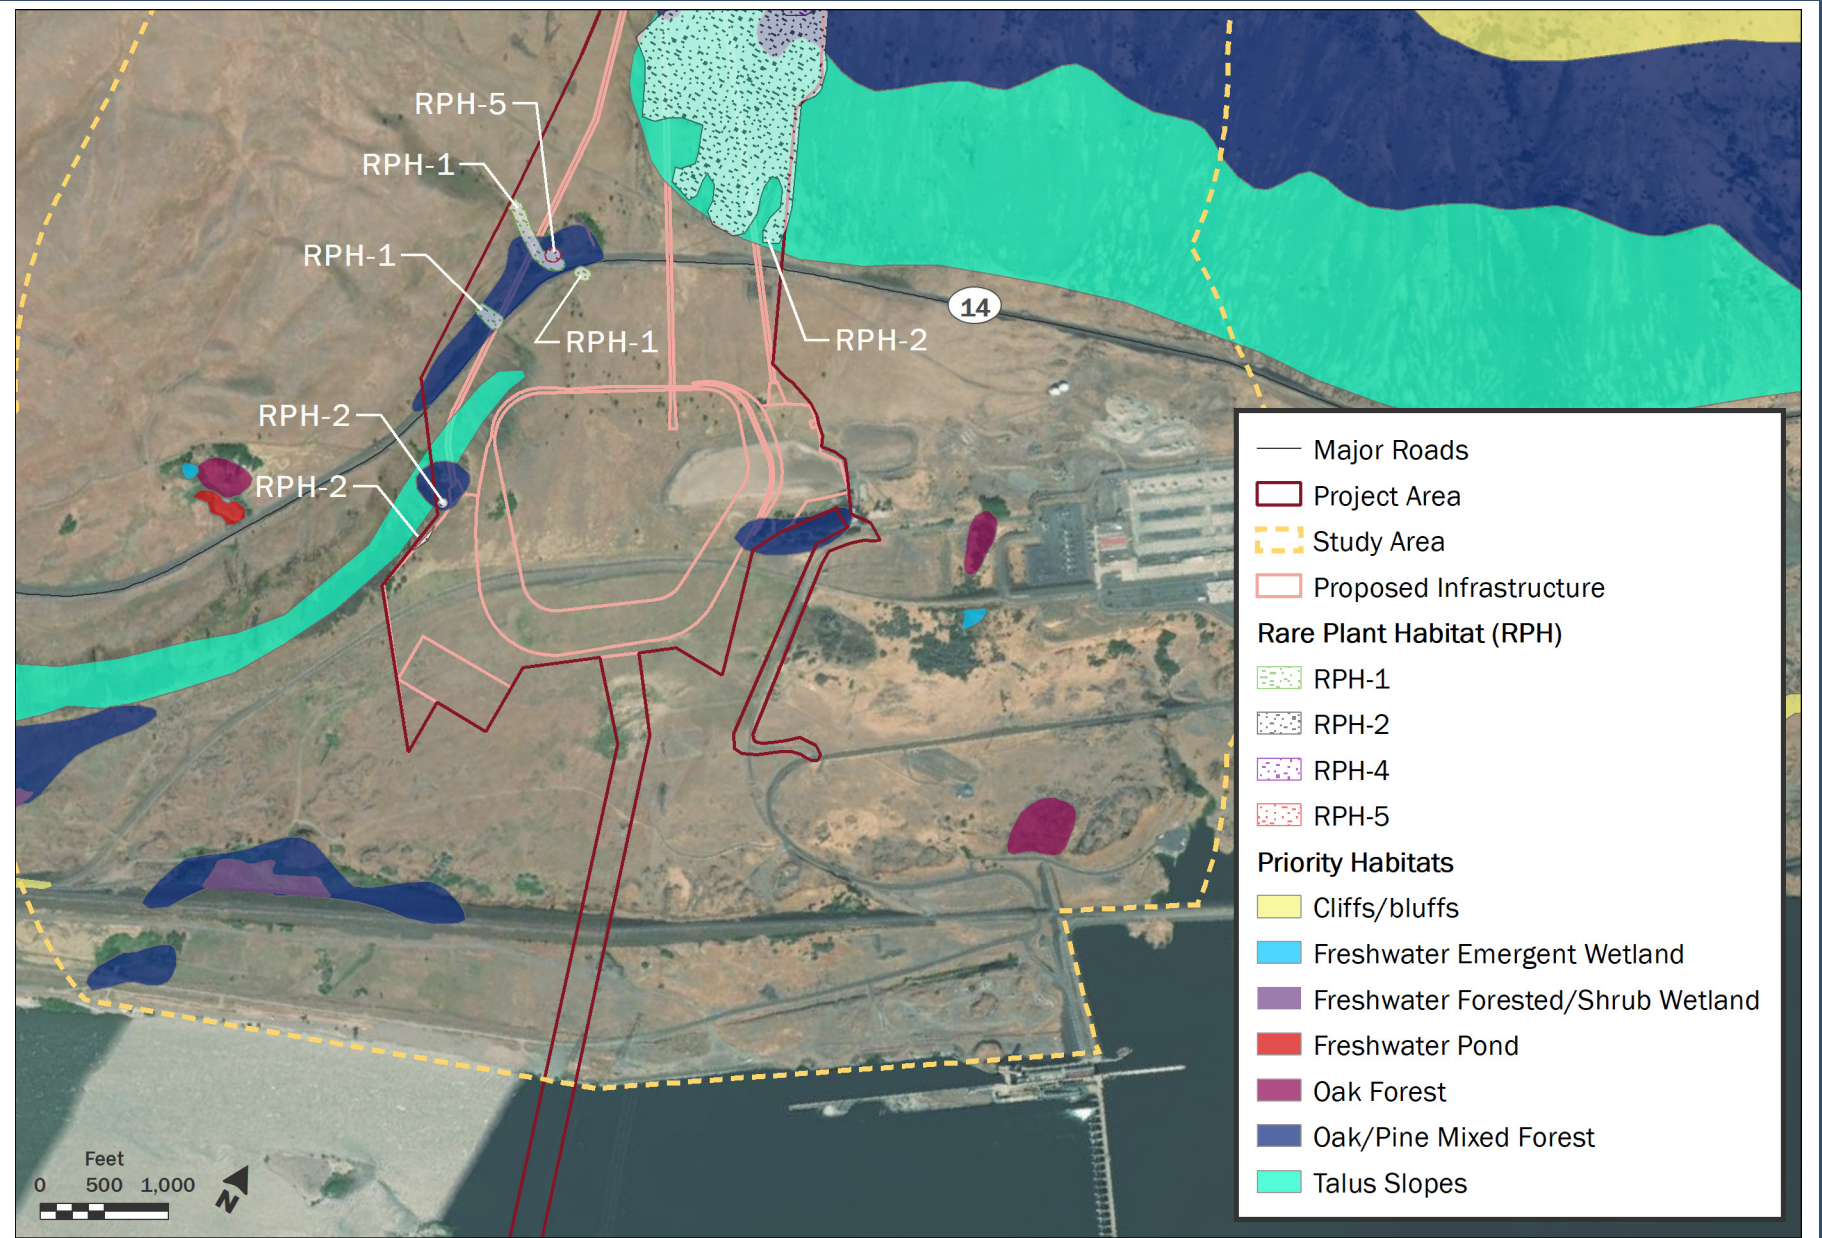 RPH-5
RPH-1
RPH-1
RPH-1
RPH-2
14
RPH-2
RPH-2
Major Roads
Project Area
Study Area
Proposed Infrastructure
Rare Plant Habitat (RPH)
RPH-1
RPH-2
RPH-4
RPH-5
Priority Habitats
Cliffs/bluffs
Freshwater Emergent Wetland
Freshwater Forested/Shrub Wetland
Freshwater Pond
Oak Forest
Oak/Pine Mixed Forest
Talus Slopes
Feet
0 500 1,000
N